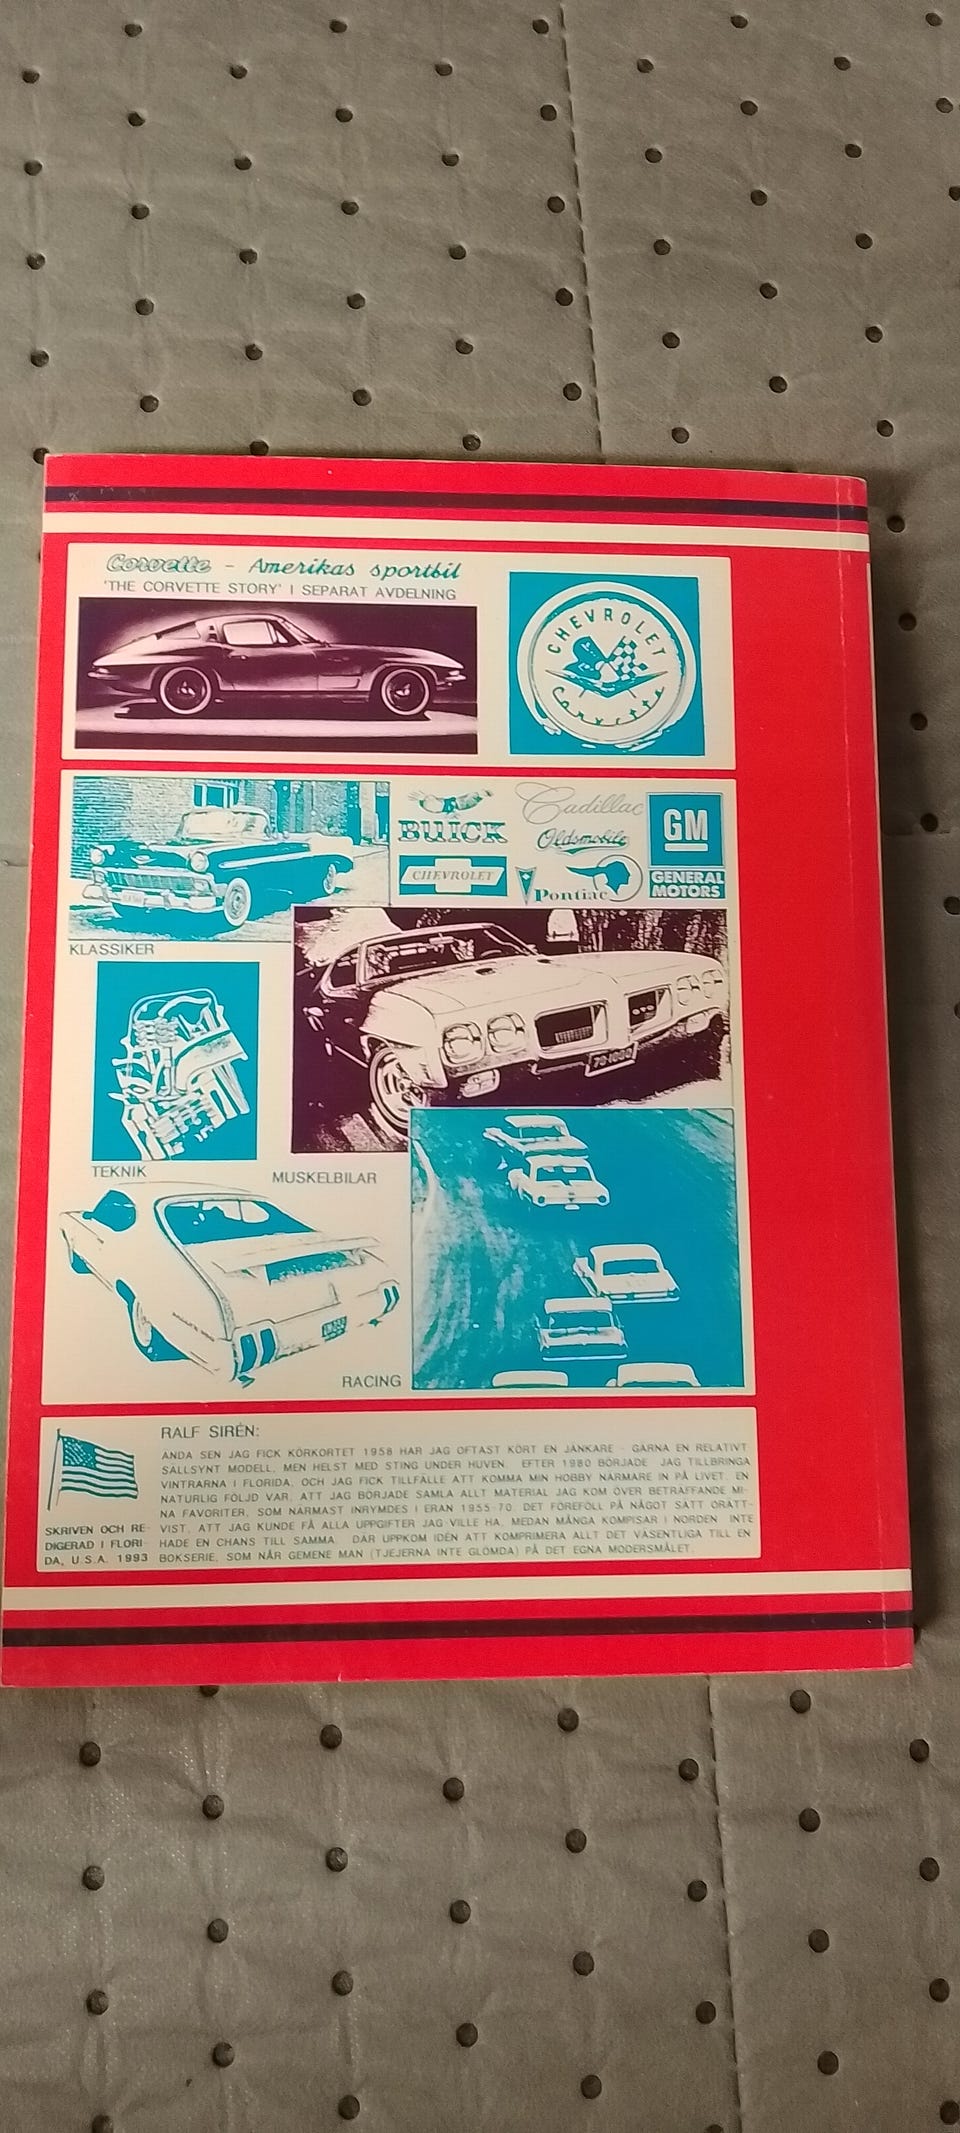 Corvette - Amerikas sportbil
'THE CORVETTE STORY' I SEPARAT AVDELNING
CHEVROLET
Corvette
BUICK
Cadillac
Oldsmobile
GM
CHEVROLET
Pontiac
GENERAL
MOTORS
KLASSIKER
TEKNIK
MUSKELBILAR
RACING
RALF SIRÉN:
ÄNDA SEN JAG FICK KÖRKORTET 1958 HAR JAG OFTAST KÖRT EN JÄNKARE - GÄRNA EN RELATIVT
SÄLLSYNT MODELL, MEN HELST MED STING UNDER HUVEN. EFTER 1980 BÖRJADE JAG TILLBRINGA
VINTRARNA I FLORIDA, OCH JAG FICK TILLFÄLLE ATT KOMMA MIN HOBBY NÄRMARE IN PÅ LIVET. EN
NATURLIG FÖLJD VAR, ATT JAG BÖRJADE SAMLA ALLT MATERIAL JAG KOM ÖVER BETRÄFFANDE MI-
NA FAVORITER, SOM NÄRMAST INRYMDES I ERAN 1955-70. DET FÖREFÖLL PÅ NÅGOT SÄTT ORÄTT-
VIST, ATT JAG KUNDE FÅ ALLA UPPGIFTER JAG VILLE HA, MEDAN MÅNGA KOMPISAR I NORDEN INTE
HADE EN CHANS TILL SAMMA. DÄR UPPKOM IDÉN ATT KOMPRIMERA ALLT DET VÄSENTLIGA TILL EN
BOKSERIE, SOM NÅR GEMENE MAN (TJEJERNA INTE GLÖMDA) PÅ DET EGNA MODERSMÅLET.
SKRIVEN OCH RE-
DIGERAD I FLORI-
DA, U.S.A. 1993